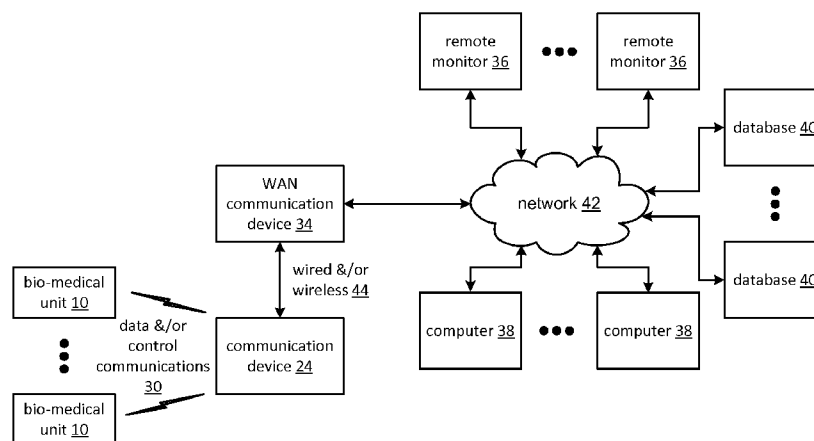 remote
monitor 36
remote
monitor 36
database 40
WAN
communication
device 34
network 42
wired &/or
wireless 44
database 40
bio-medical
unit 10
data &/or
control
communications
30
communication
device 24
computer 38
computer 38
bio-medical
unit 10